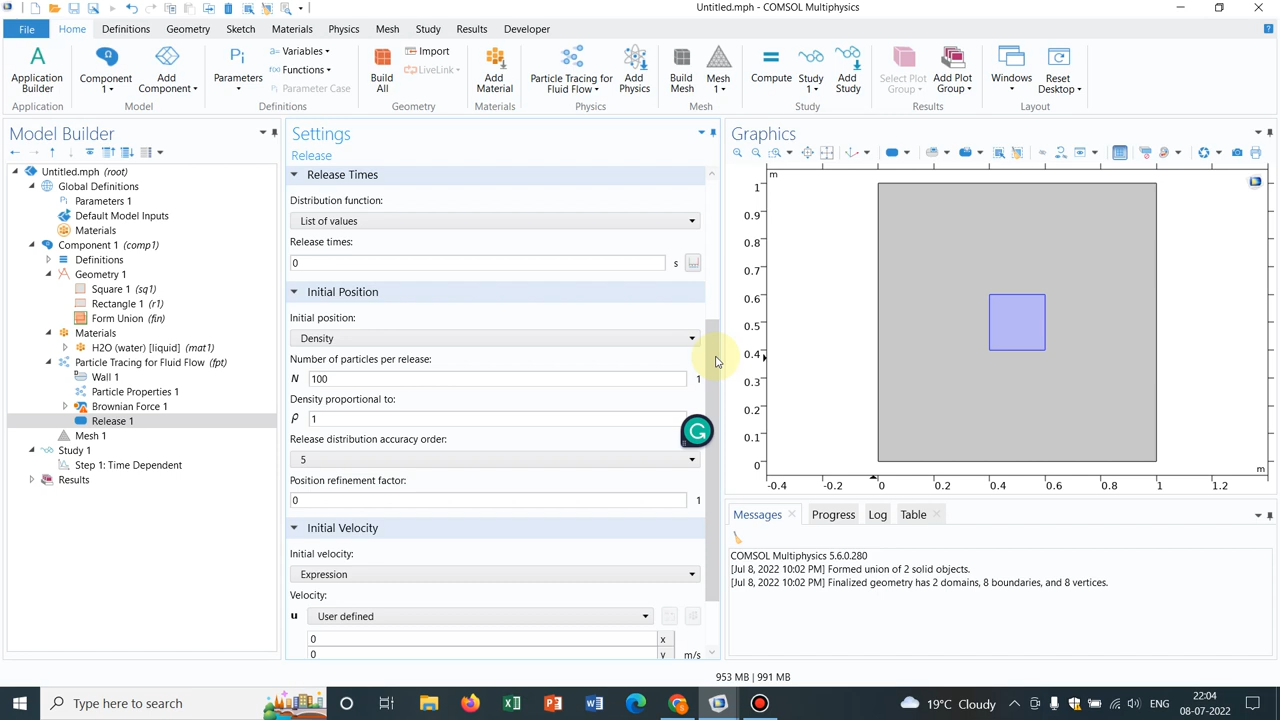 Untitled.mph - COMSOL Multiphysics
File
Home
Definitions
Geometry
Sketch
Materials
Physics
Mesh
Study
Results
Developer
Application Builder
Component 1
Add Component
Parameters
a= Variables
f(x) Functions
Pi Parameter Case
Build All
Import
LiveLink
Add Material
Particle Tracing for Fluid Flow
Add Physics
Build Mesh
Mesh 1
Compute
Study 1
Add Study
Select Plot Group
Add Plot Group
Windows
Reset Desktop
Application
Model
Definitions
Geometry
Materials
Physics
Mesh
Study
Results
Layout
Model Builder
Untitled.mph (root)
Global Definitions
Parameters 1
Default Model Inputs
Materials
Component 1 (comp1)
Definitions
Geometry 1
Square 1 (sq1)
Rectangle 1 (r1)
Form Union (fin)
Materials
H2O (water) [liquid] (mat1)
Particle Tracing for Fluid Flow (fpt)
Wall 1
Particle Properties 1
Brownian Force 1
Release 1
Mesh 1
Study 1
Step 1: Time Dependent
Results
Settings
Release
Release Times
Distribution function:
List of values
Release times:
0 s
Initial Position
Initial position:
Density
Number of particles per release:
N 100 1
Density proportional to:
ρ 1
Release distribution accuracy order:
5
Position refinement factor:
0 1
Initial Velocity
Initial velocity:
Expression
Velocity:
u User defined
0 x
0 y m/s
Graphics
m
1
0.9
0.8
0.7
0.6
0.5
0.4
0.3
0.2
0.1
0
-0.4 -0.2 0 0.2 0.4 0.6 0.8 1 1.2
m
Messages
Progress
Log
Table
COMSOL Multiphysics 5.6.0.280
[Jul 8, 2022 10:02 PM] Formed union of 2 solid objects.
[Jul 8, 2022 10:02 PM] Finalized geometry has 2 domains, 8 boundaries, and 8 vertices.
953 MB | 991 MB
Type here to search
19°C Cloudy
ENG
22:04
08-07-2022